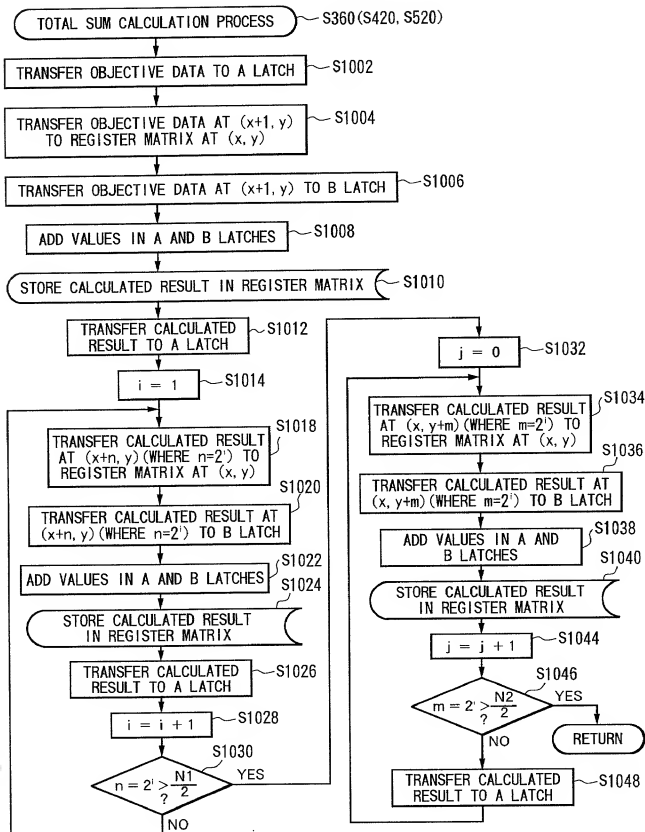 TOTAL SUM CALCULATION PROCESS
S360 (S420, S520)
TRANSFER OBJECTIVE DATA TO A LATCH
S1002
TRANSFER OBJECTIVE DATA AT (x+1, y)
TO REGISTER MATRIX AT (x, y)
S1004
TRANSFER OBJECTIVE DATA AT (x+1, y) TO B LATCH
S1006
ADD VALUES IN A AND B LATCHES
S1008
STORE CALCULATED RESULT IN REGISTER MATRIX
S1010
TRANSFER CALCULATED
RESULT TO A LATCH
S1012
i = 1
S1014
TRANSFER CALCULATED RESULT
AT (x+n, y) (WHERE n=2ⁱ) TO
REGISTER MATRIX AT (x, y)
S1018
TRANSFER CALCULATED RESULT AT
(x+n, y) (WHERE n=2ⁱ) TO B LATCH
S1020
ADD VALUES IN A AND B LATCHES
S1022
STORE CALCULATED RESULT
IN REGISTER MATRIX
S1024
TRANSFER CALCULATED
RESULT TO A LATCH
S1026
i = i + 1
S1028
n = 2ⁱ > N1/2
?
S1030
YES
NO
j = 0
S1032
TRANSFER CALCULATED RESULT
AT (x, y+m) (WHERE m=2ⁱ) TO
REGISTER MATRIX AT (x, y)
S1034
TRANSFER CALCULATED RESULT AT
(x, y+m) (WHERE m=2ⁱ) TO B LATCH
S1036
ADD VALUES IN A AND
B LATCHES
S1038
STORE CALCULATED RESULT
IN REGISTER MATRIX
S1040
j = j + 1
S1044
m = 2ⁱ > N2/2
?
S1046
YES
RETURN
NO
TRANSFER CALCULATED
RESULT TO A LATCH
S1048